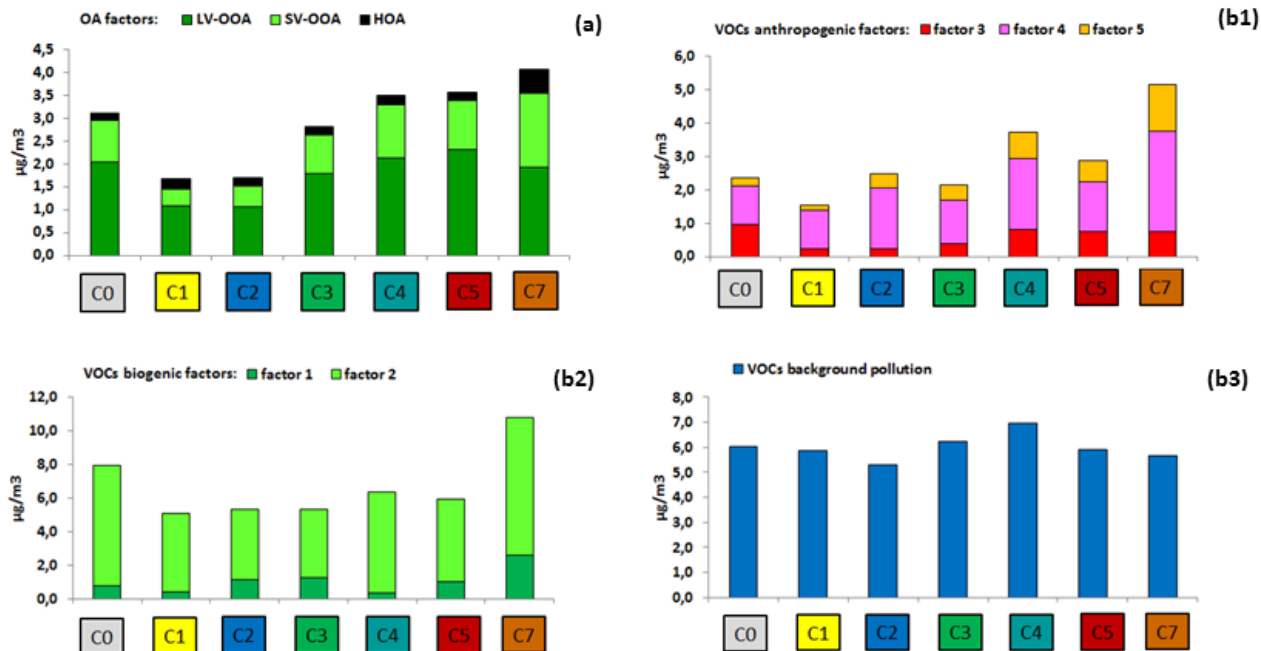 OA factors: LV-OOA SV-OOA HOA
(a)
4,5
4,0
3,5
3,0
2,5
2,0
1,5
1,0
0,5
0,0
µg/m3
C0 C1 C2 C3 C4 C5 C7
(b1)
VOCs anthropogenic factors: factor 3 factor 4 factor 5
6,0
5,0
4,0
3,0
2,0
1,0
0,0
µg/m3
C0 C1 C2 C3 C4 C5 C7
VOCs biogenic factors: factor 1 factor 2
(b2)
12,0
10,0
8,0
6,0
4,0
2,0
0,0
µg/m3
C0 C1 C2 C3 C4 C5 C7
VOCs background pollution
(b3)
8,0
7,0
6,0
5,0
4,0
3,0
2,0
1,0
0,0
µg/m3
C0 C1 C2 C3 C4 C5 C7